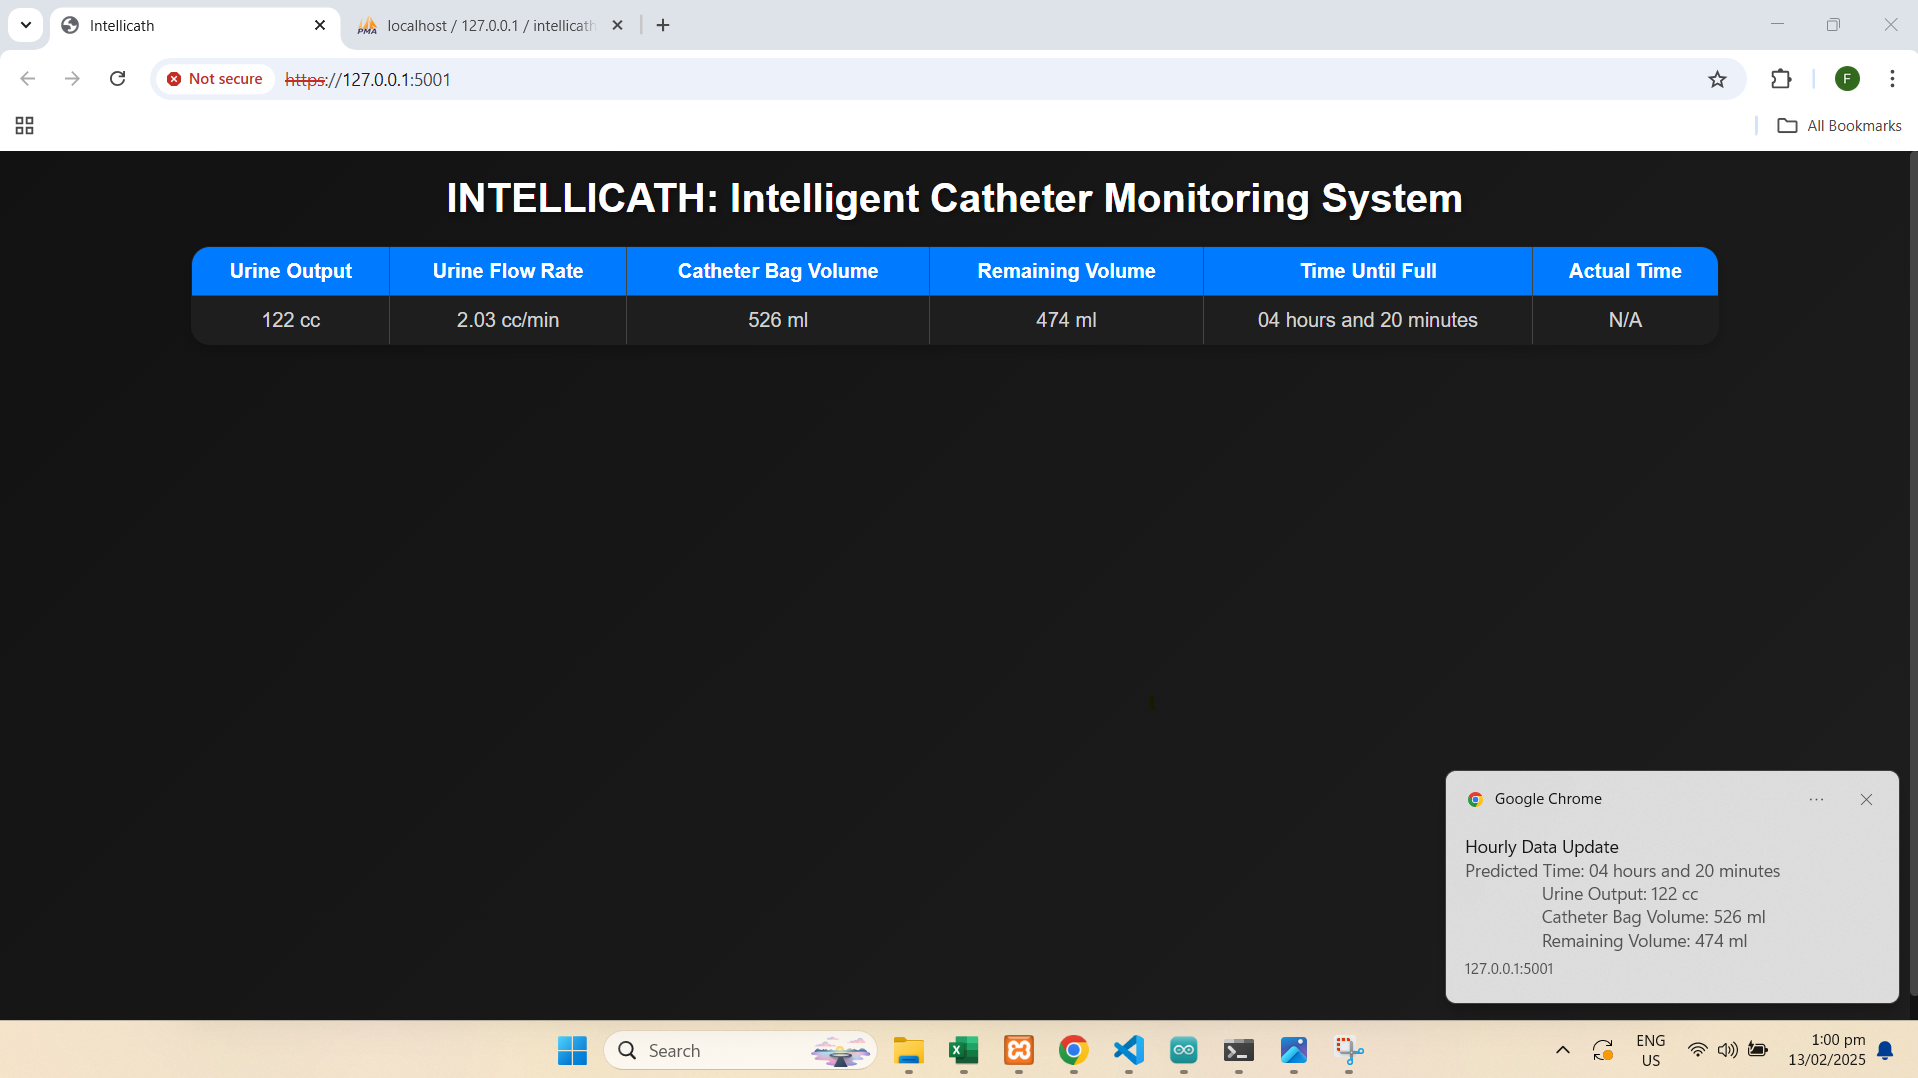 Intellicath
localhost / 127.0.0.1 / intellicath
Not secure https://127.0.0.1:5001
F
All Bookmarks
INTELLICATH: Intelligent Catheter Monitoring System
Urine Output Urine Flow Rate Catheter Bag Volume Remaining Volume Time Until Full Actual Time
122 cc 2.03 cc/min 526 ml 474 ml 04 hours and 20 minutes N/A
Google Chrome
Hourly Data Update
Predicted Time: 04 hours and 20 minutes
Urine Output: 122 cc
Catheter Bag Volume: 526 ml
Remaining Volume: 474 ml
127.0.0.1:5001
Search
ENG
US
1:00 pm
13/02/2025